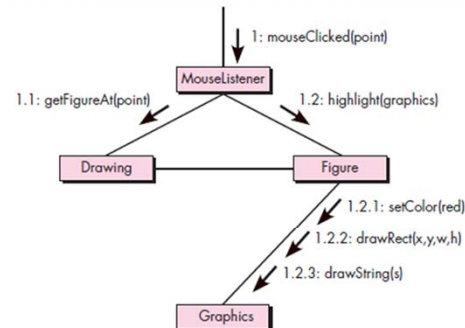 1: mouseClicked(point)
MouseListener
1.1: getFigureAt(point)
1.2: highlight(graphics)
Drawing
Figure
1.2.1: setColor(red)
1.2.2: drawRect(x,y,w,h)
1.2.3: drawString(s)
Graphics